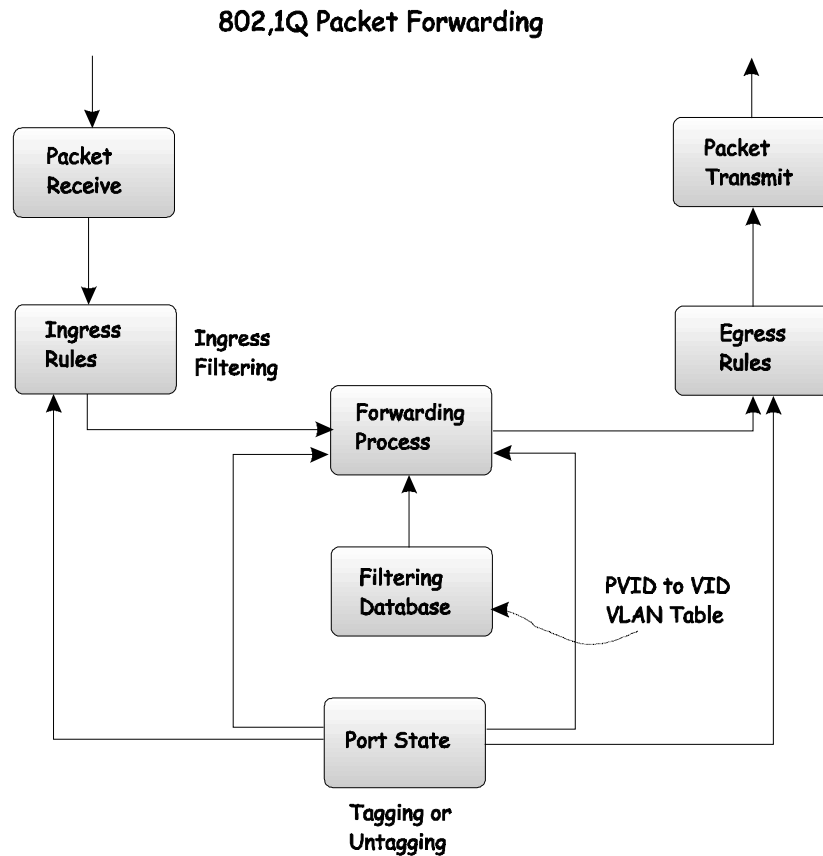 802,1Q Packet Forwarding
Packet
Receive
Packet
Transmit
Ingress
Rules
Ingress
Filtering
Egress
Rules
Forwarding
Process
Filtering
Database
PVID to VID
VLAN Table
Port State
Tagging or
Untagging